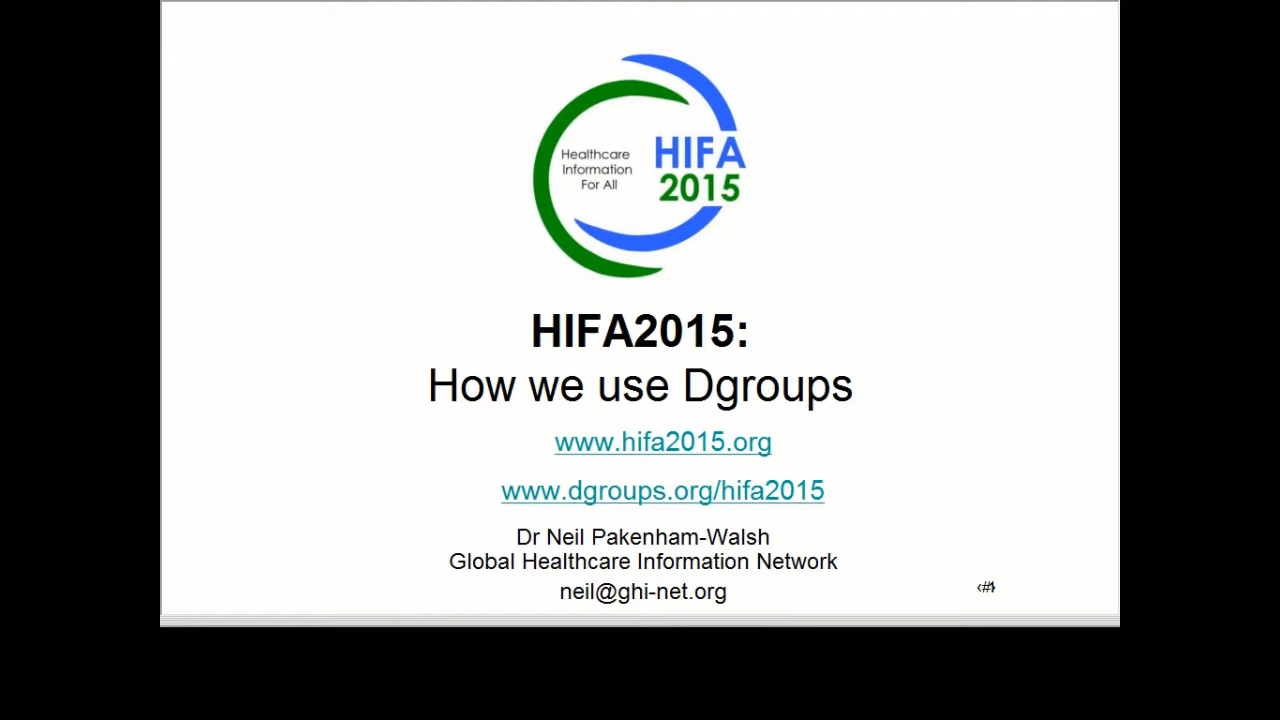 Healthcare
Information
For All
HIFA
2015
HIFA2015:
How we use Dgroups
www.hifa2015.org
www.dgroups.org/hifa2015
Dr Neil Pakenham-Walsh
Global Healthcare Information Network
neil@ghi-net.org